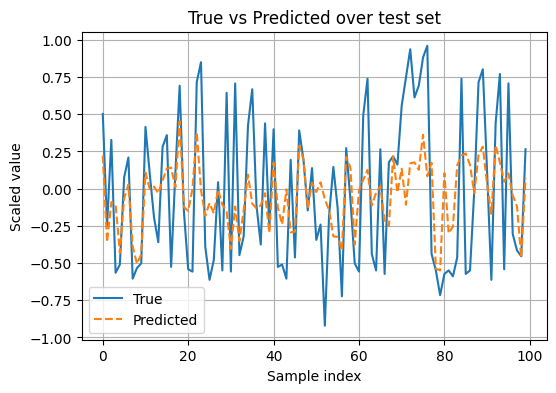 True vs Predicted over test set
Scaled value
1.00
0.75
0.50
0.25
0.00
−0.25
−0.50
−0.75
−1.00
True
Predicted
0 20 40 60 80 100
Sample index